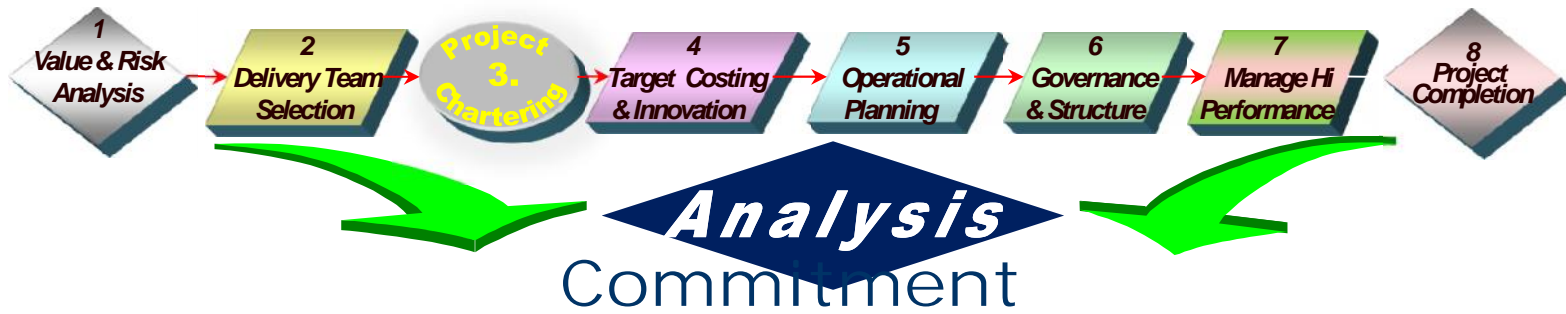 1
Value & Risk
Analysis
2
Delivery Team
Selection
Project
3.
Chartering
4
Target Costing
& Innovation
5
Operational
Planning
6
Governance
& Structure
7
Manage Hi
Performance
8
Project
Completion
Analysis
Commitment